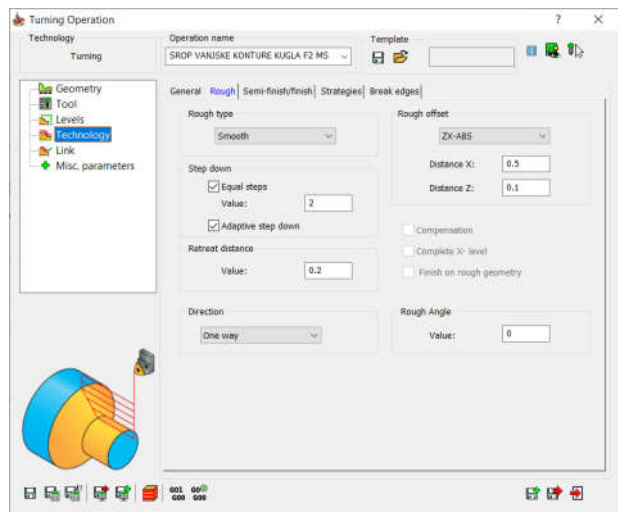 Turning Operation
? X
Technology
Turning
Operation name
SROP VANJSKE KONTURE KUGLA F2 MS
Template
Geometry
Tool
Levels
Technology
Link
Misc. parameters
General Rough Semi-finish/finish Strategies Break edges
Rough type
Smooth
Step down
Equal steps
Value: 2
Adaptive step down
Retreat distance
Value: 0.2
Direction
One way
Rough offset
ZX-ABS
Distance X: 0.5
Distance Z: 0.1
Compensation
Complete X- level
Finish on rough geometry
Rough Angle
Value: 0
G01 G00
G00 G00